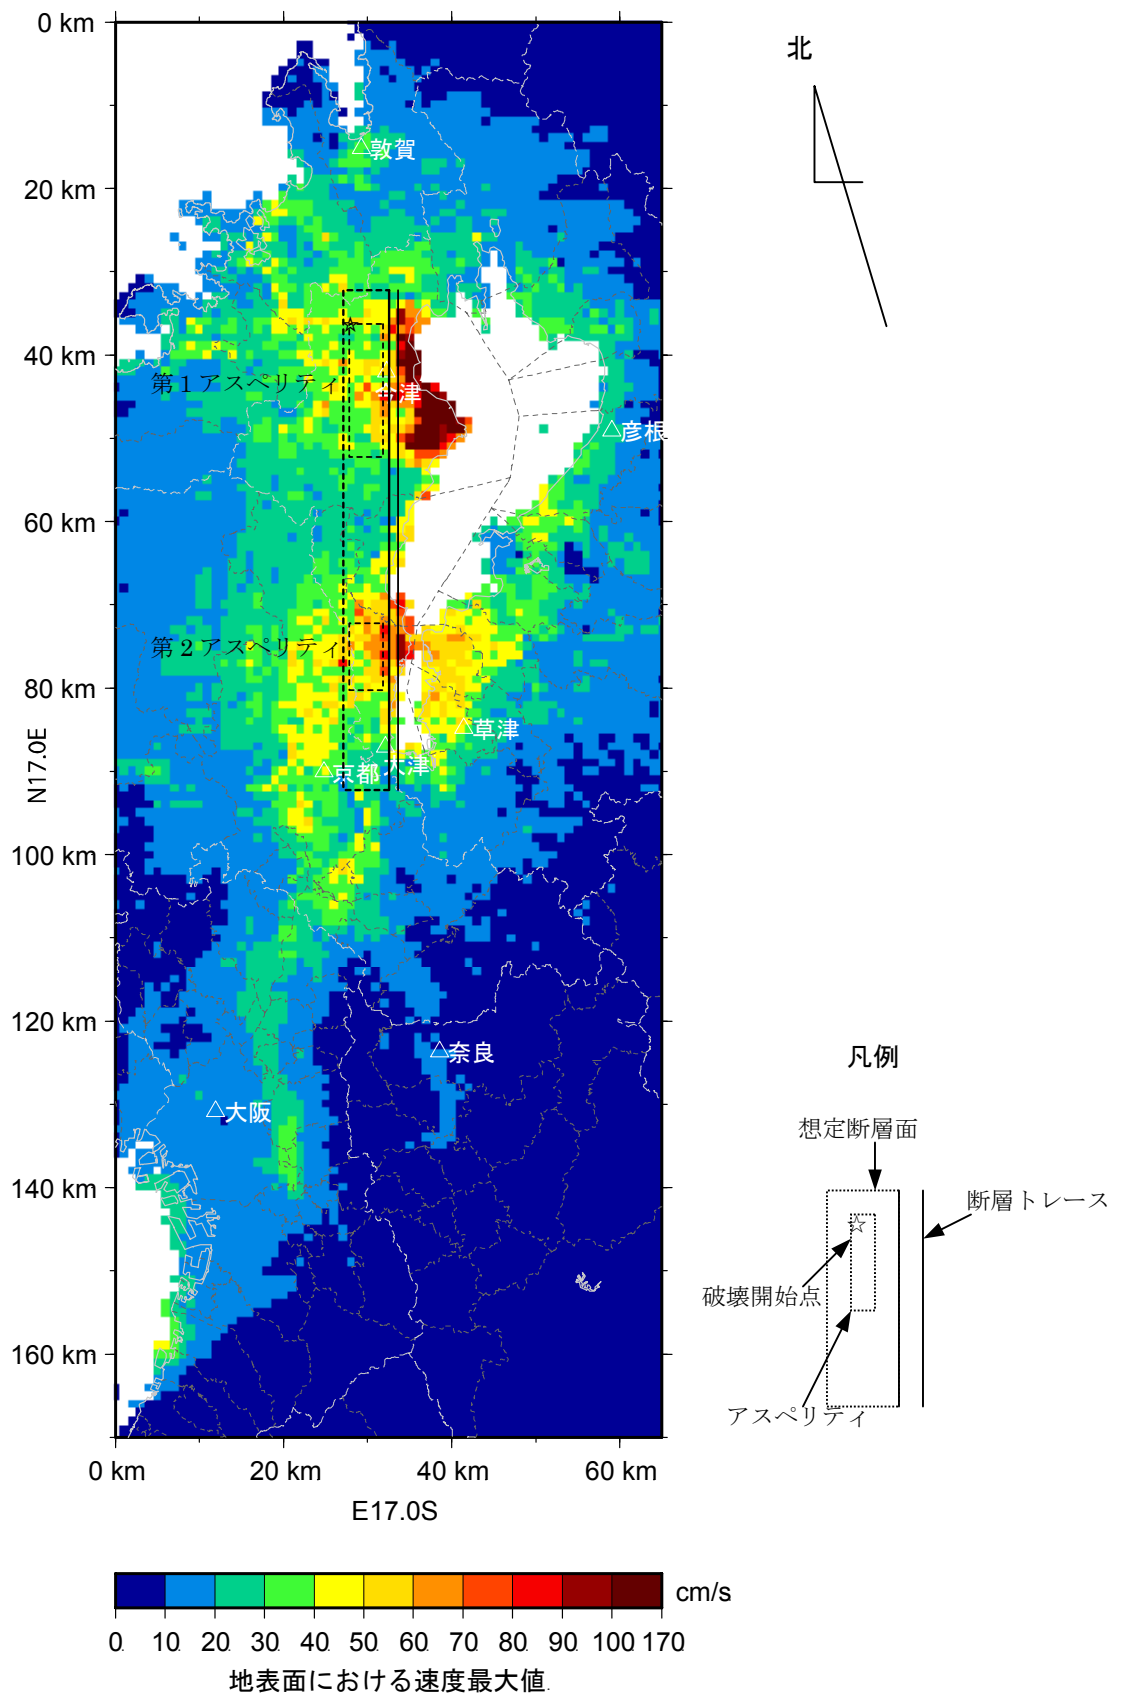 0 km
北
敦賀
20 km
40 km
第1アスペリティ
今津
彦根
60 km
第2アスペリティ
80 km
草津
N17.0E
大津
京都
100 km
120 km
奈良
凡例
大阪
想定断層面
140 km
断層トレース
破壊開始点
160 km
アスペリティ
0 km 20 km 40 km 60 km
E17.0S
cm/s
0. 10. 20. 30. 40. 50. 60. 70. 80. 90. 100. 170.
地表面における速度最大値.